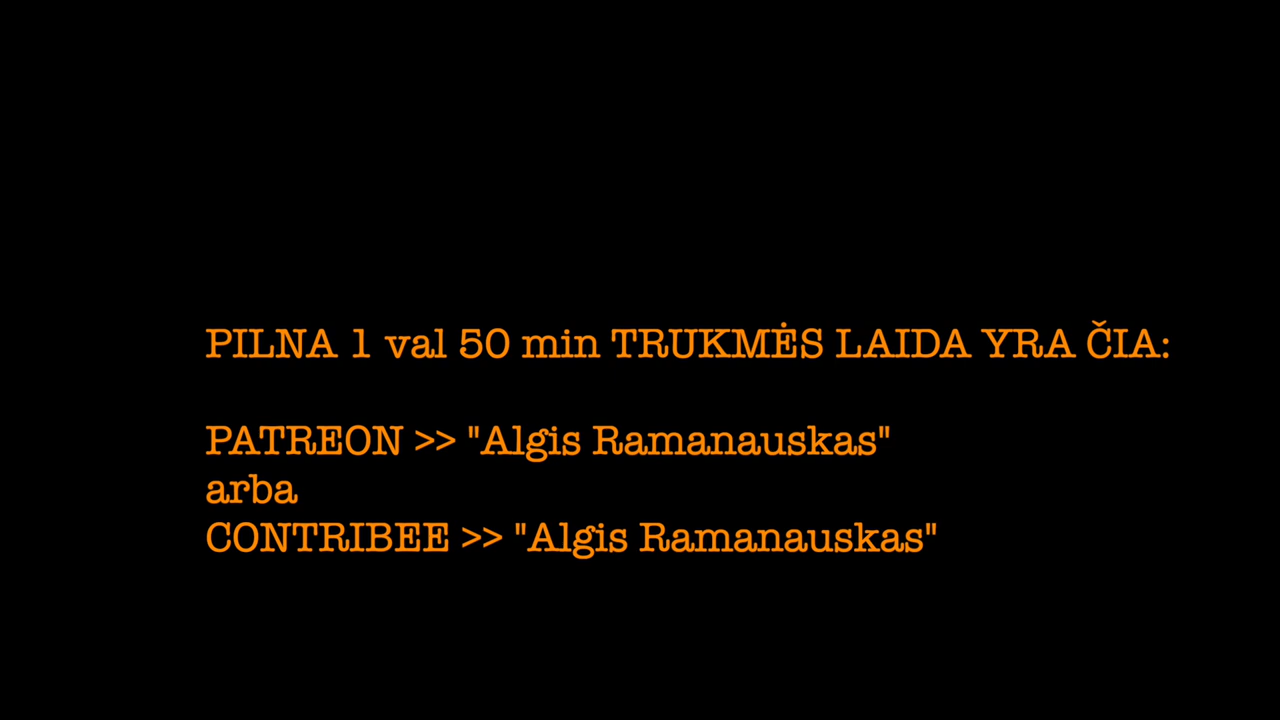 PILNA 1 val 50 min TRUKMĖS LAIDA YRA ČIA:
PATREON >> "Algis Ramanauskas"
arba
CONTRIBEE >> "Algis Ramanauskas"